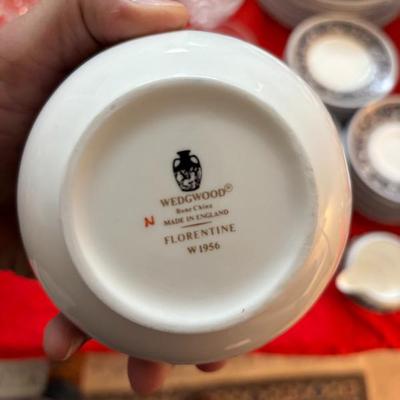 WEDGWOOD®
Bone China
MADE IN ENGLAND
N
FLORENTINE
W1956